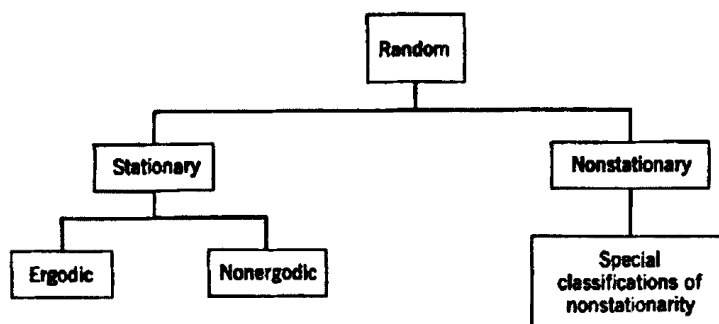 Random
Stationary
Nonstationary
Ergodic
Nonergodic
Special
classifications of
nonstationarity